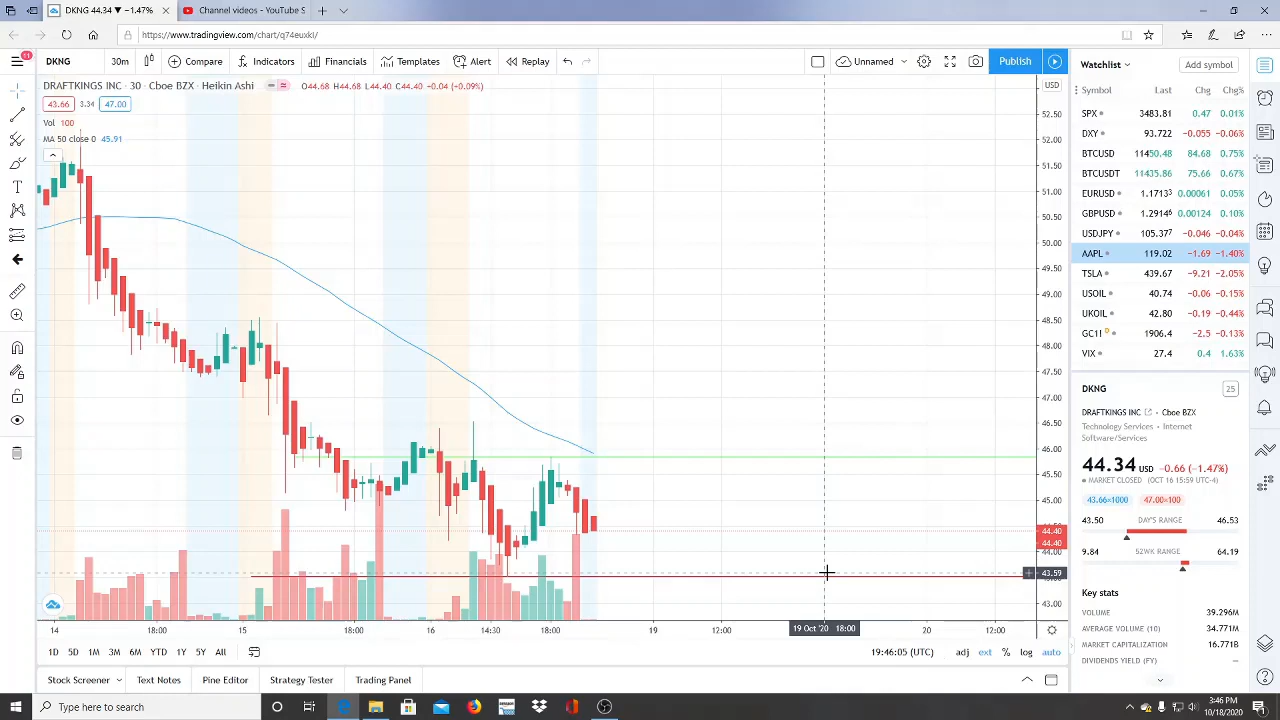 DKNG 44.34 ▼ −1.47%
Channel videos - YouTube S
https://www.tradingview.com/chart/q74euxkl/
11
DKNG
30m
Compare
Indicators
Financials
Templates
Alert
Replay
Unnamed
Publish
DRAFTKINGS INC · 30 · Cboe BZX · Heikin Ashi
O44.68 H44.68 L44.40 C44.40 −0.04 (−0.09%)
43.66 3.34 47.00
Vol 100
MA 50 close 0 45.91
USD
52.50
52.00
51.50
51.00
50.50
50.00
49.50
49.00
48.50
48.00
47.50
47.00
46.50
46.00
45.50
45.00
44.40
44.40
44.00
43.59
43.00
14 18:00 15 18:00 16 14:30 18:00 19 12:00 19 Oct '20 18:00 20 12:00
1D 5D 1M 3M 6M YTD 1Y 5Y All
19:46:05 (UTC) adj ext % log auto
Stock Screener Text Notes Pine Editor Strategy Tester Trading Panel
Watchlist Add symbol
Symbol Last Chg Chg%
SPX 3483.81 0.47 0.01%
DXY 93.722 −0.055 −0.06%
BTCUSD 11450.48 84.68 0.75%
BTCUSDT 11435.86 75.66 0.67%
EURUSD 1.17133 0.00061 0.05%
GBPUSD 1.29146 0.00124 0.10%
USDJPY 105.377 −0.046 −0.04%
AAPL 119.02 −1.69 −1.40%
TSLA 439.67 −9.21 −2.05%
USOIL 40.74 −0.06 −0.15%
UKOIL 42.80 −0.19 −0.44%
GC1! 1906.4 −2.5 −0.13%
VIX 27.4 0.4 1.63%
DKNG 25
DRAFTKINGS INC · Cboe BZX
Technology Services · Internet
Software/Services
44.34 USD −0.66 (−1.47%)
MARKET CLOSED (OCT 16 15:59 UTC-4)
43.66×1000 47.00×100
43.50 DAY'S RANGE 46.53
9.84 52WK RANGE 64.19
Key stats
VOLUME 39.296M
AVERAGE VOLUME (10) 34.771M
MARKET CAPITALIZATION 16.771B
DIVIDENDS YIELD (FY) —
Type here to search
3:46 PM
10/18/2020